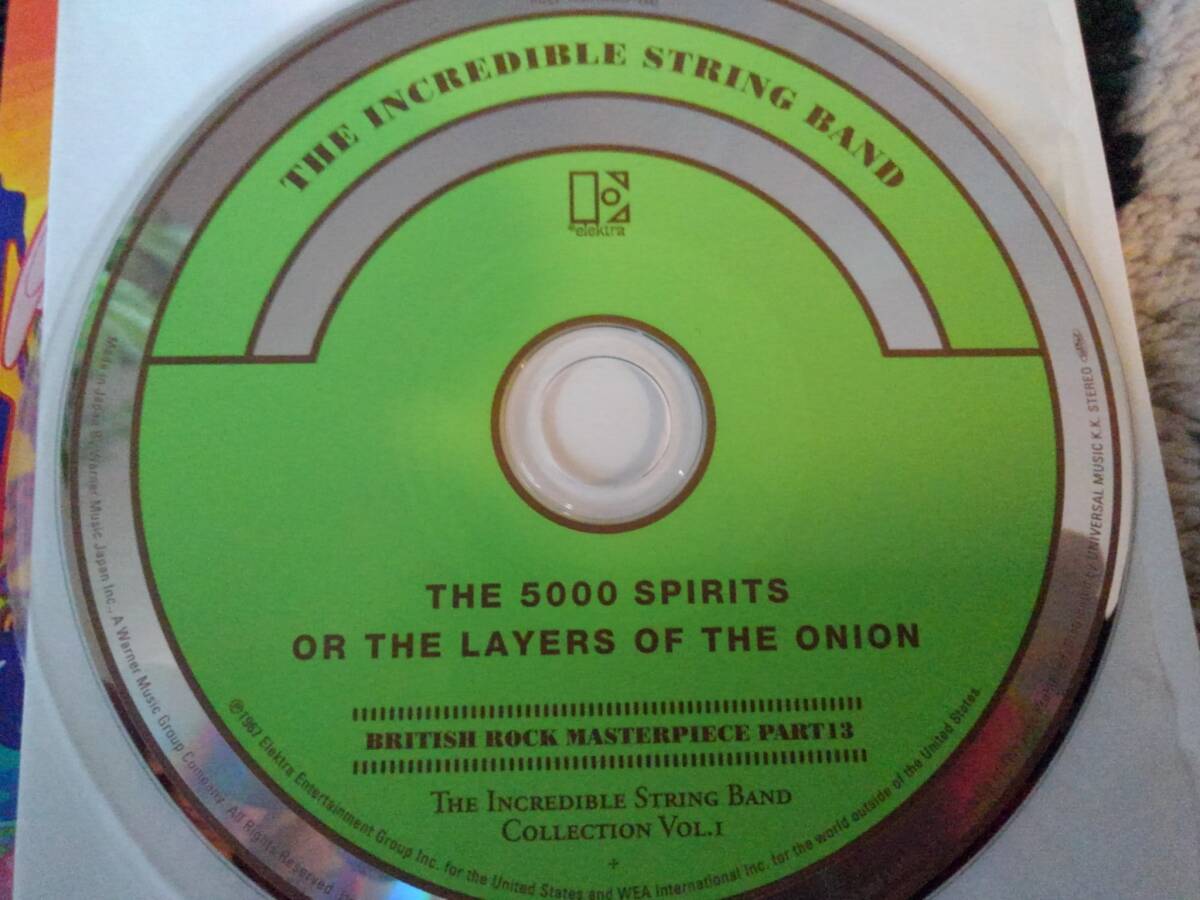 THE INCREDIBLE STRING BAND
elektra
THE 5000 SPIRITS
OR THE LAYERS OF THE ONION
BRITISH ROCK MASTERPIECE PART 13
THE INCREDIBLE STRING BAND
COLLECTION VOL.1
℗1967 Elektra Entertainment Group Inc. for the United States and WEA International Inc. for the world outside of the United States.
Made in Japan by Warner Music Japan Inc., A Warner Music Group Company. All Rights Reserved.
UNIVERSAL MUSIC K.K. STEREO